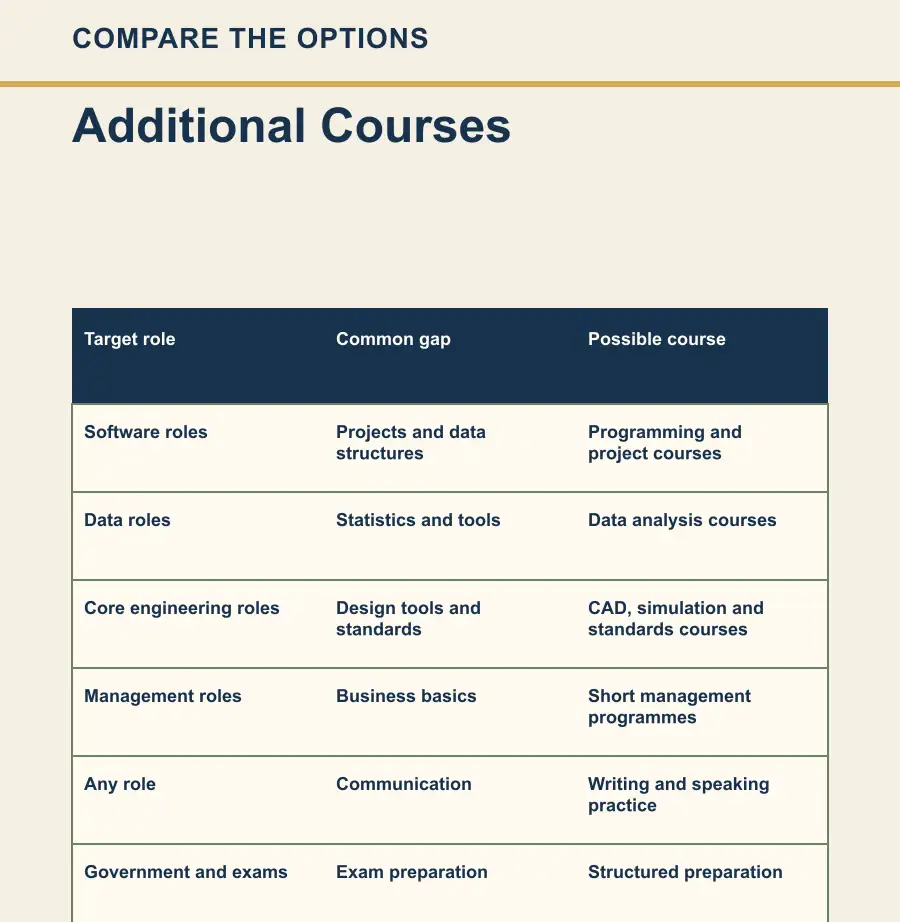 COMPARE THE OPTIONS
Additional Courses
Target role
Common gap
Possible course
Software roles
Projects and data
structures
Programming and
project courses
Data roles
Statistics and tools
Data analysis courses
Core engineering roles
Design tools and
standards
CAD, simulation and
standards courses
Management roles
Business basics
Short management
programmes
Any role
Communication
Writing and speaking
practice
Government and exams
Exam preparation
Structured preparation